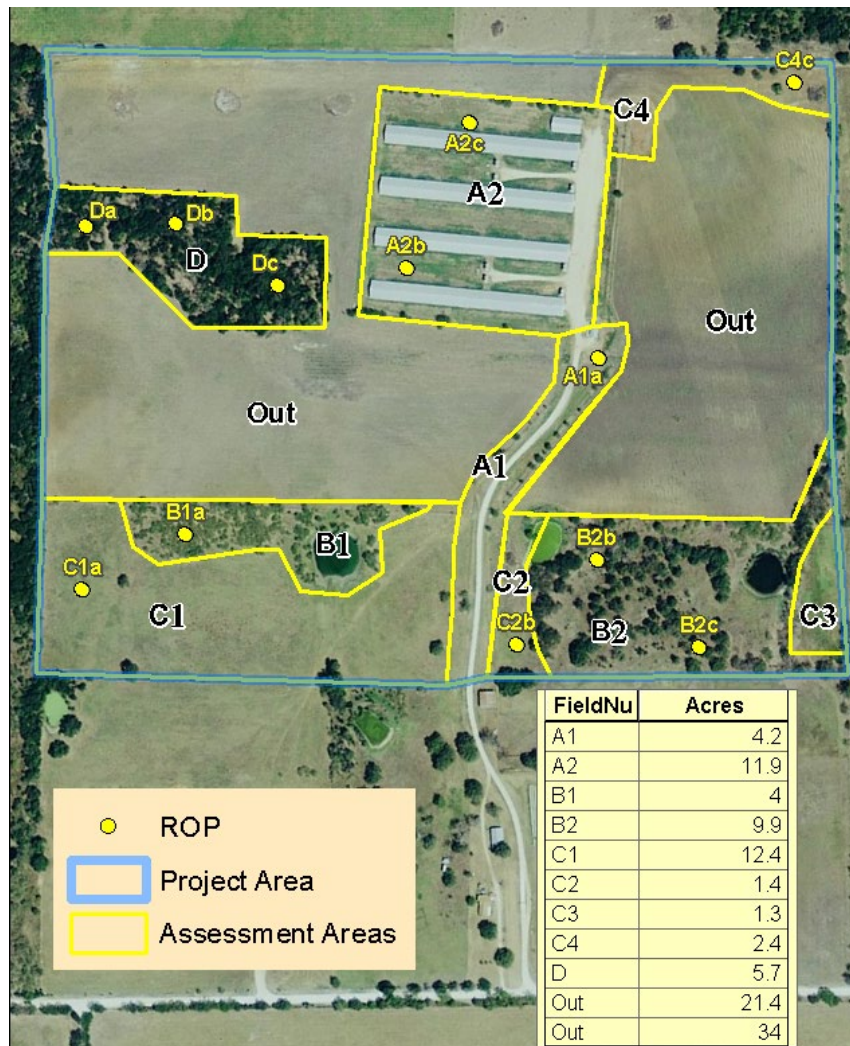 C4c
C4
A2c
A2
Da
Db
D
Dc
A2b
Out
A1a
Out
A1
B1a
B1
B2b
C1a
C2
C1
C3
C2b
B2
B2c
ROP
Project Area
Assessment Areas
FieldNu Acres
A1 4.2
A2 11.9
B1 4
B2 9.9
C1 12.4
C2 1.4
C3 1.3
C4 2.4
D 5.7
Out 21.4
Out 34